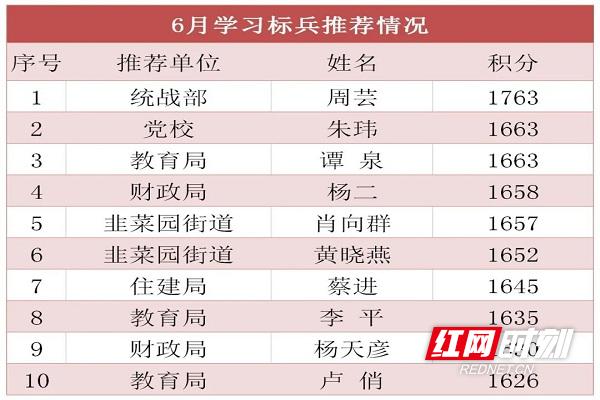 6月学习标兵推荐情况
序号 推荐单位 姓名 积分
1 统战部 周芸 1763
2 党校 朱玮 1663
3 教育局 谭 泉 1663
4 财政局 杨二 1658
5 韭菜园街道 肖向群 1657
6 韭菜园街道 黄晓燕 1652
7 住建局 蔡进 1645
8 教育局 李 平 1635
9 财政局 杨天彦
10 教育局 卢 俏 1626
红网时刻
REDNET.CN